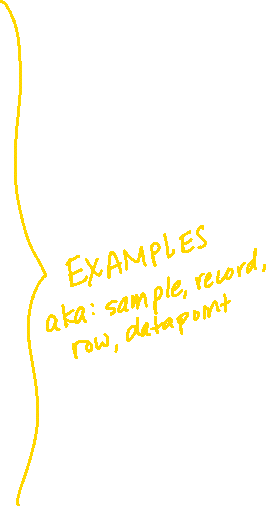 EXAMPLES
aka: sample, record,
row, datapoint